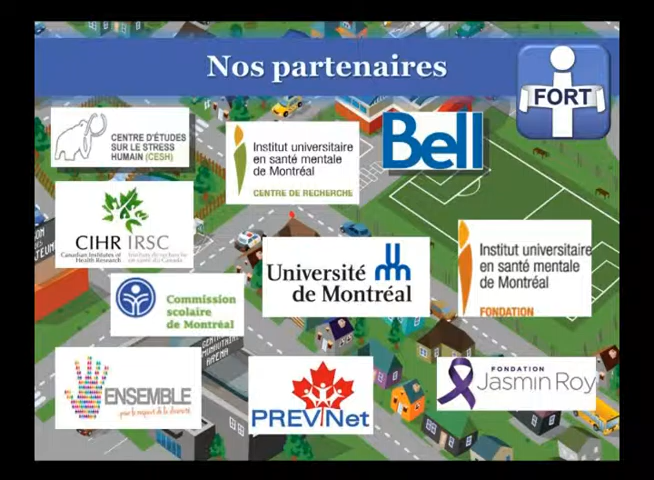 Nos partenaires
FORT
CENTRE D'ÉTUDES
SUR LE STRESS
HUMAIN (CESH)
Institut universitaire
en santé mentale
de Montréal
CENTRE DE RECHERCHE
Bell
CIHR IRSC
Canadian Institutes of
Health Research
Instituts de recherche
en santé du Canada
Université
de Montréal
Institut universitaire
en santé mentale
de Montréal
FONDATION
Commission
scolaire
de Montréal
ENSEMBLE
pour le respect de la diversité
PREVNet
FONDATION
Jasmin Roy